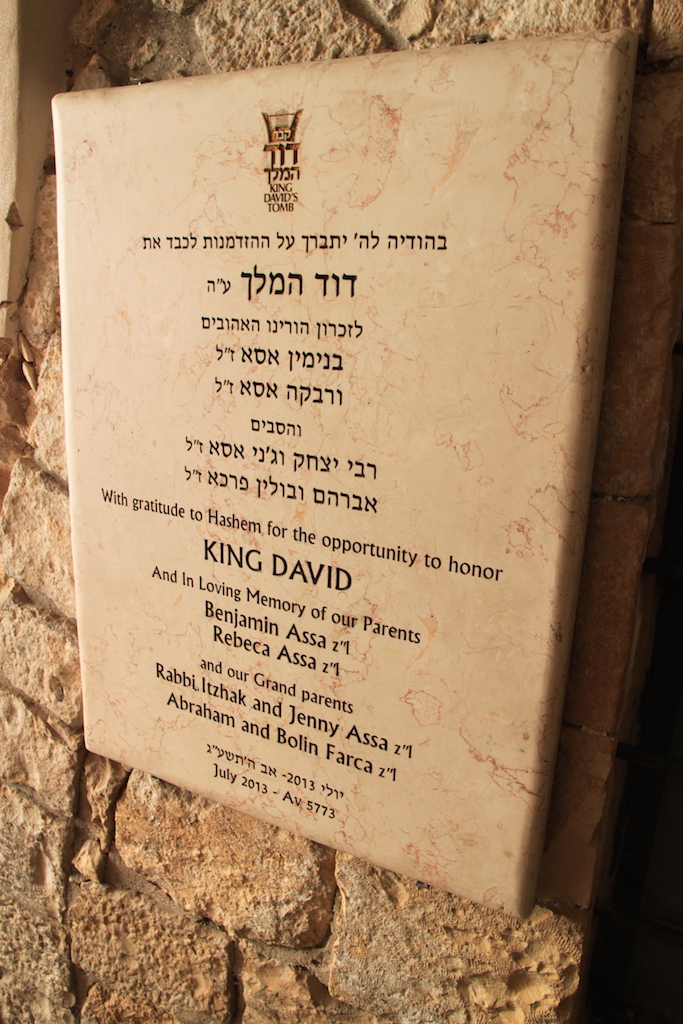 קבר
דוד
המלך
KING
DAVID'S
TOMB
בהודיה לה' יתברך על ההזדמנות לכבד את
דוד המלך ע"ה
לזכרון הורינו האהובים
בנימין אסא ז"ל
ורבקה אסא ז"ל
והסבים
רבי יצחק וג'ני אסא ז"ל
אברהם ובולין פרכא ז"ל
With gratitude to Hashem for the opportunity to honor
KING DAVID
And In Loving Memory of our Parents
Benjamin Assa z"l
Rebeca Assa z"l
and our Grand parents
Rabbi Itzhak and Jenny Assa z"l
Abraham and Bolin Farca z"l
יולי 2013- אב ה'תשע"ג
July 2013 - Av 5773